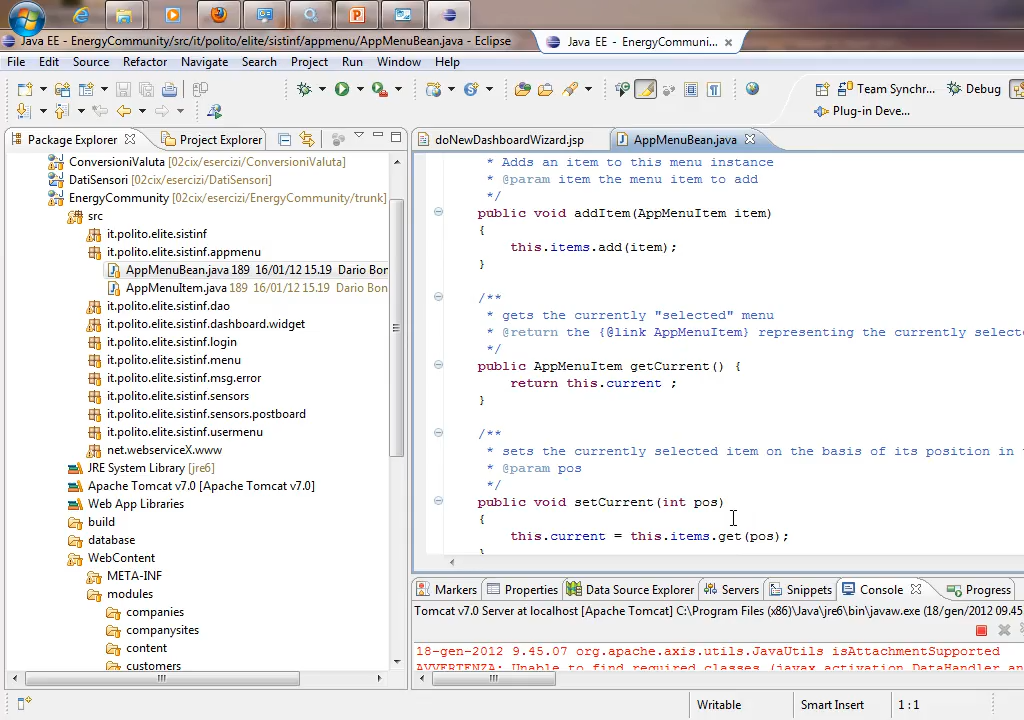 Java EE - EnergyCommunity/src/it/polito/elite/sistinf/appmenu/AppMenuBean.java - Eclipse
Java EE - EnergyCommuni...
File Edit Source Refactor Navigate Search Project Run Window Help
Team Synchr... Debug
Plug-in Deve...
Package Explorer Project Explorer
doNewDashboardWizard.jsp AppMenuBean.java
ConversioniValuta [02cix/esercizi/ConversioniValuta]
DatiSensori [02cix/esercizi/DatiSensori]
EnergyCommunity [02cix/esercizi/EnergyCommunity/trunk]
src
it.polito.elite.sistinf
it.polito.elite.sistinf.appmenu
AppMenuBean.java 189 16/01/12 15.19 Dario Bon
AppMenuItem.java 189 16/01/12 15.19 Dario Bon
it.polito.elite.sistinf.dao
it.polito.elite.sistinf.dashboard.widget
it.polito.elite.sistinf.login
it.polito.elite.sistinf.menu
it.polito.elite.sistinf.msg.error
it.polito.elite.sistinf.sensors
it.polito.elite.sistinf.sensors.postboard
it.polito.elite.sistinf.usermenu
net.webserviceX.www
JRE System Library [jre6]
Apache Tomcat v7.0 [Apache Tomcat v7.0]
Web App Libraries
build
database
WebContent
META-INF
modules
companies
companysites
content
customers
* Adds an item to this menu instance
* @param item the menu item to add
*/
public void addItem(AppMenuItem item)
{
this.items.add(item);
}
/**
* gets the currently "selected" menu
* @return the {@link AppMenuItem} representing the currently selecte
*/
public AppMenuItem getCurrent() {
return this.current ;
}
/**
* sets the currently selected item on the basis of its position in
* @param pos
*/
public void setCurrent(int pos)
{
this.current = this.items.get(pos);
}
Markers Properties Data Source Explorer Servers Snippets Console Progress
Tomcat v7.0 Server at localhost [Apache Tomcat] C:\Program Files (x86)\Java\jre6\bin\javaw.exe (18/gen/2012 09.45
18-gen-2012 9.45.07 org.apache.axis.utils.JavaUtils isAttachmentSupported
AVVERTENZA: Unable to find required classes (javax.activation.DataHandler an
Writable Smart Insert 1 : 1